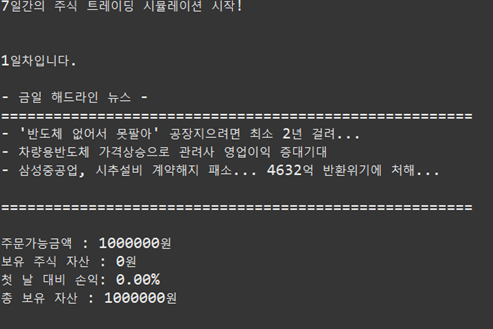 7일간의 주식 트레이딩 시뮬레이션 시작!
1일차입니다.
- 금일 헤드라인 뉴스 -
====================================================
- '반도체 없어서 못팔아' 공장지으려면 최소 2년 걸려...
- 차량용반도체 가격상승으로 관려사 영업이익 증대기대
- 삼성중공업, 시추설비 계약해지 패소... 4632억 반환위기에 처해...
====================================================
주문가능금액 : 1000000원
보유 주식 자산 : 0원
첫 날 대비 손익: 0.00%
총 보유 자산 : 1000000원